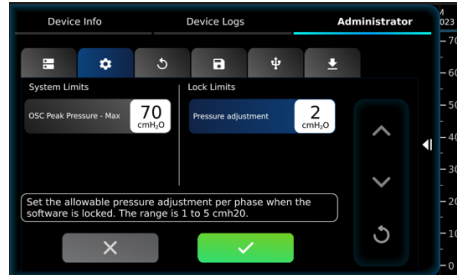 Device Info
Device Logs
Administrator
M
023
System Limits
Lock Limits
OSC Peak Pressure - Max
70
cmH₂O
Pressure adjustment
2
cmH₂O
Set the allowable pressure adjustment per phase when the
software is locked. The range is 1 to 5 cmh20.
70
60
50
40
30
20
10
0